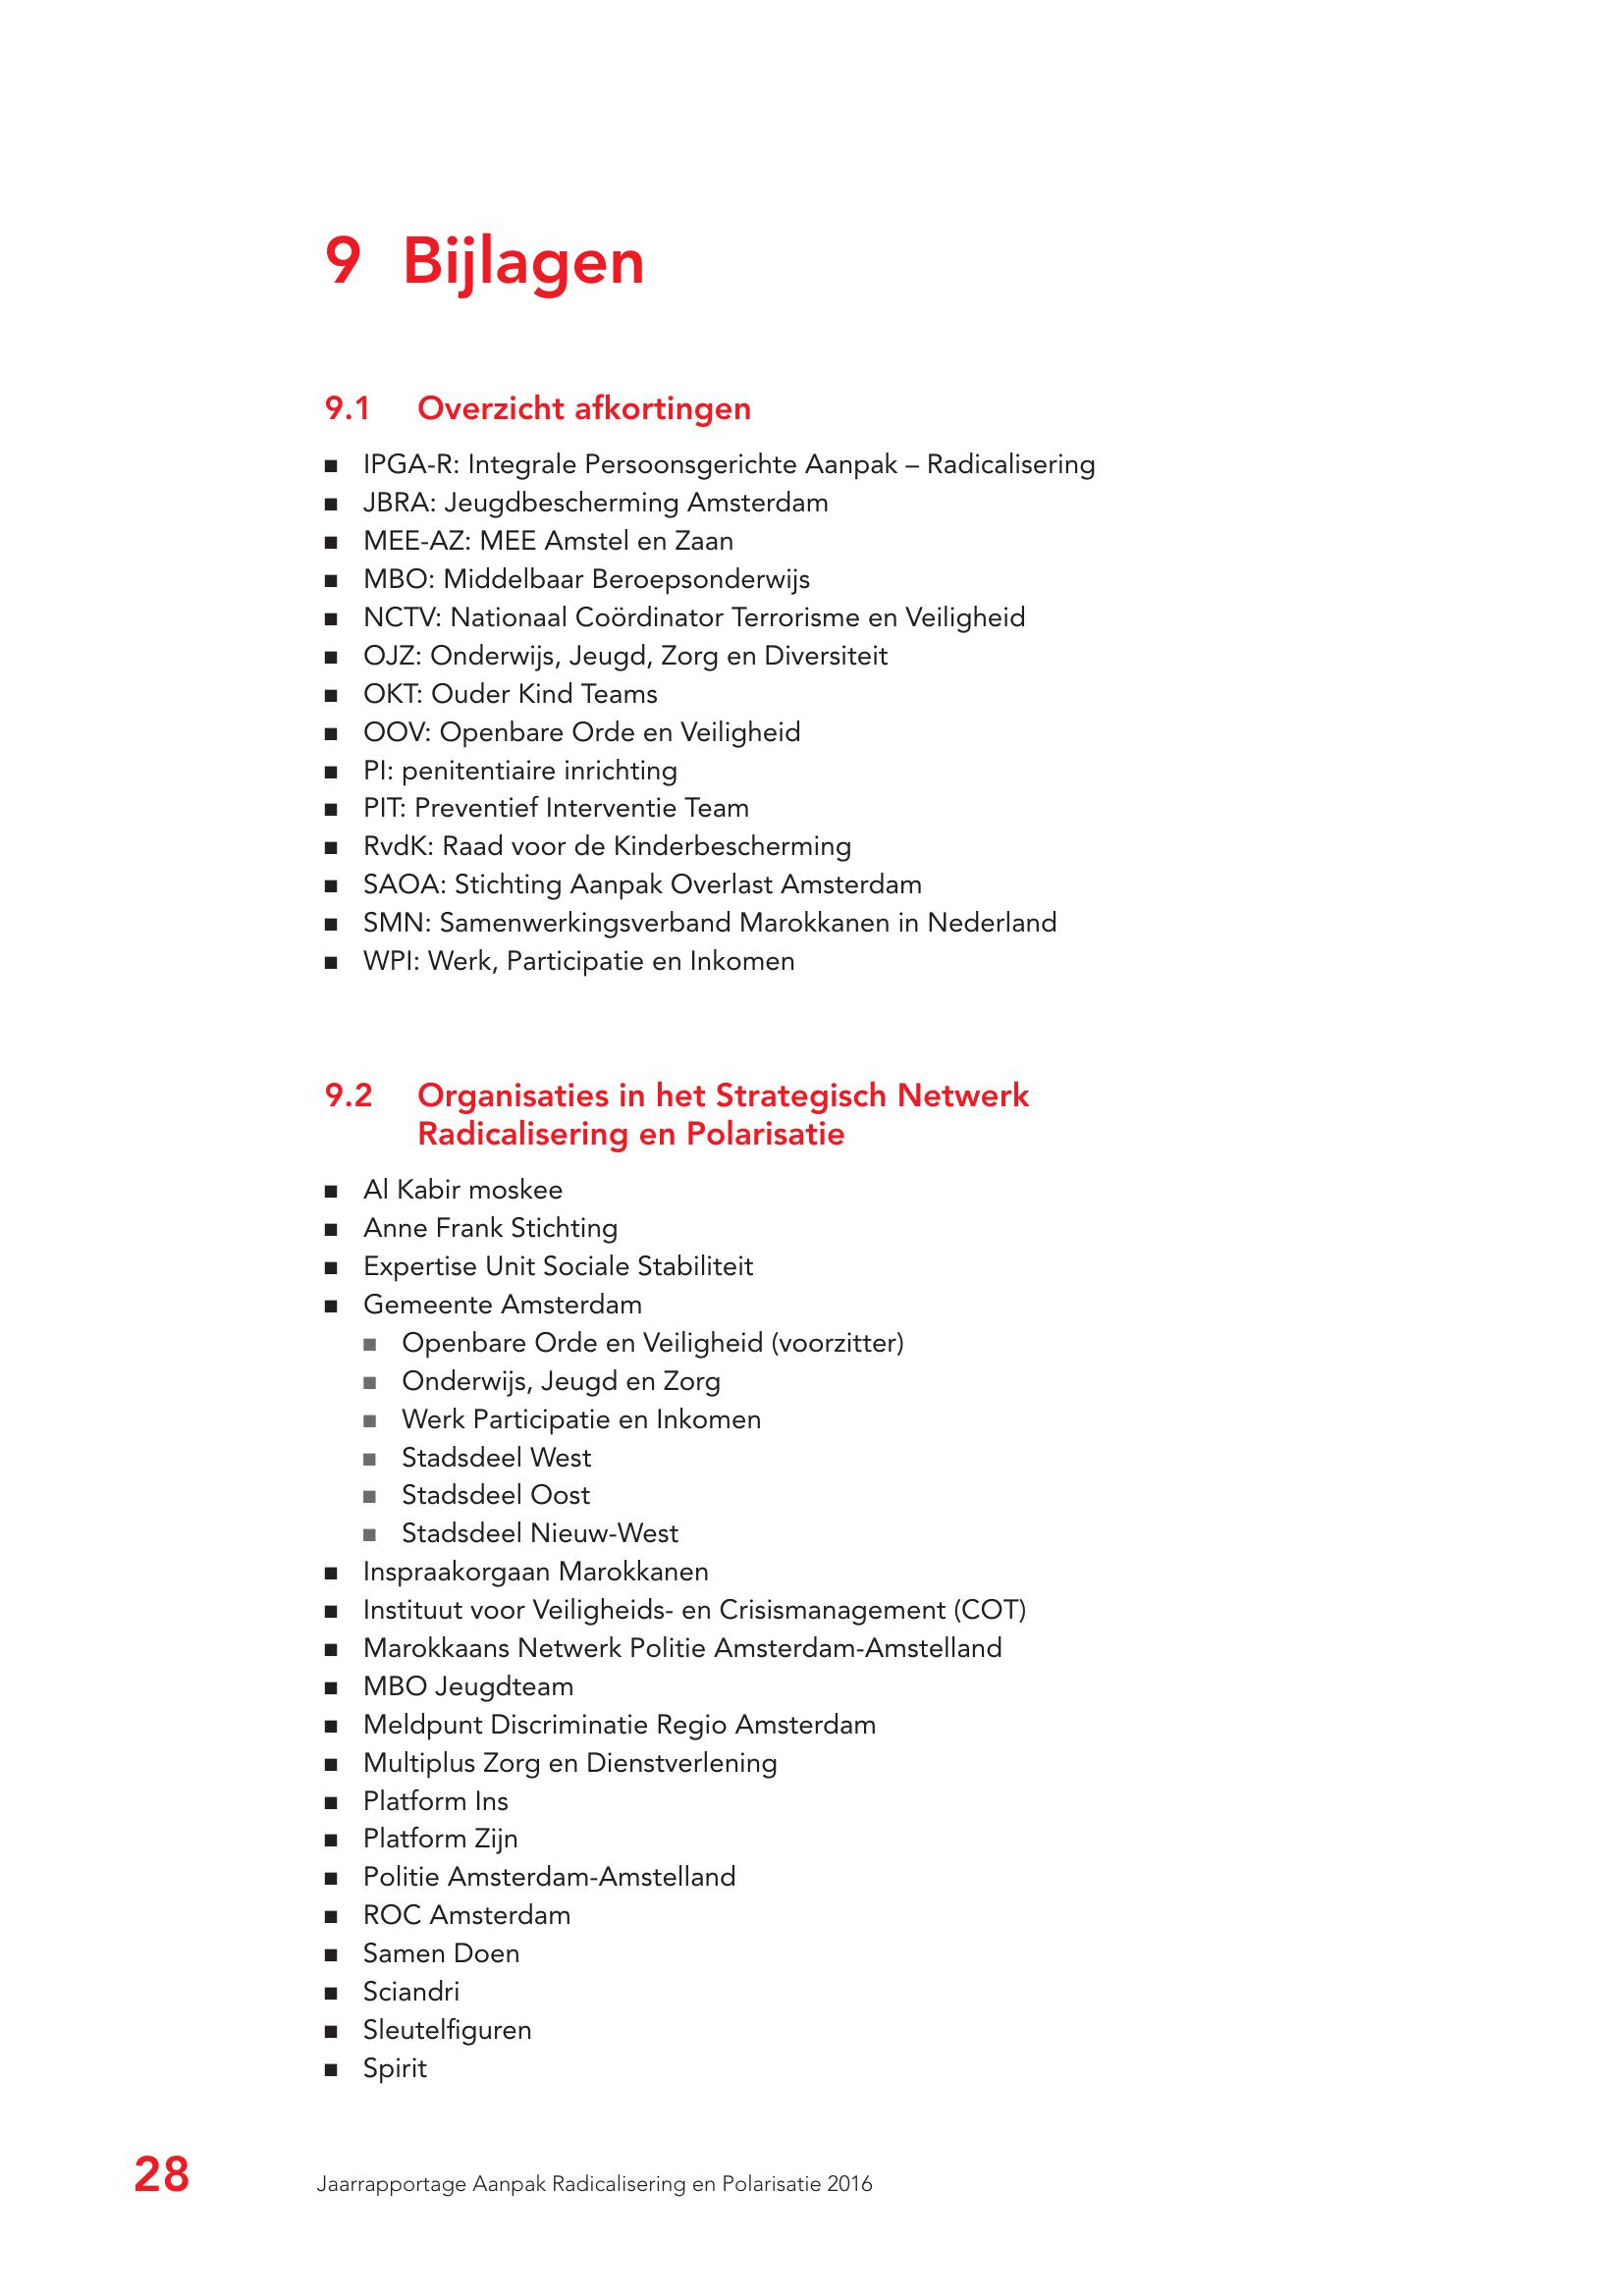 9 Bijlagen
9.1 Overzicht afkortingen
■ IPGA-R: Integrale Persoonsgerichte Aanpak – Radicalisering
■ JBRA: Jeugdbescherming Amsterdam
■ MEE-AZ: MEE Amstel en Zaan
■ MBO: Middelbaar Beroepsonderwijs
■ NCTV: Nationaal Coördinator Terrorisme en Veiligheid
■ OJZ: Onderwijs, Jeugd, Zorg en Diversiteit
■ OKT: Ouder Kind Teams
■ OOV: Openbare Orde en Veiligheid
■ PI: penitentiaire inrichting
■ PIT: Preventief Interventie Team
■ RvdK: Raad voor de Kinderbescherming
■ SAOA: Stichting Aanpak Overlast Amsterdam
■ SMN: Samenwerkingsverband Marokkanen in Nederland
■ WPI: Werk, Participatie en Inkomen
9.2 Organisaties in het Strategisch Netwerk
Radicalisering en Polarisatie
■ Al Kabir moskee
■ Anne Frank Stichting
■ Expertise Unit Sociale Stabiliteit
■ Gemeente Amsterdam
■ Openbare Orde en Veiligheid (voorzitter)
■ Onderwijs, Jeugd en Zorg
■ Werk Participatie en Inkomen
■ Stadsdeel West
■ Stadsdeel Oost
■ Stadsdeel Nieuw-West
■ Inspraakorgaan Marokkanen
■ Instituut voor Veiligheids- en Crisismanagement (COT)
■ Marokkaans Netwerk Politie Amsterdam-Amstelland
■ MBO Jeugdteam
■ Meldpunt Discriminatie Regio Amsterdam
■ Multiplus Zorg en Dienstverlening
■ Platform Ins
■ Platform Zijn
■ Politie Amsterdam-Amstelland
■ ROC Amsterdam
■ Samen Doen
■ Sciandri
■ Sleutelfiguren
■ Spirit
28 Jaarrapportage Aanpak Radicalisering en Polarisatie 2016